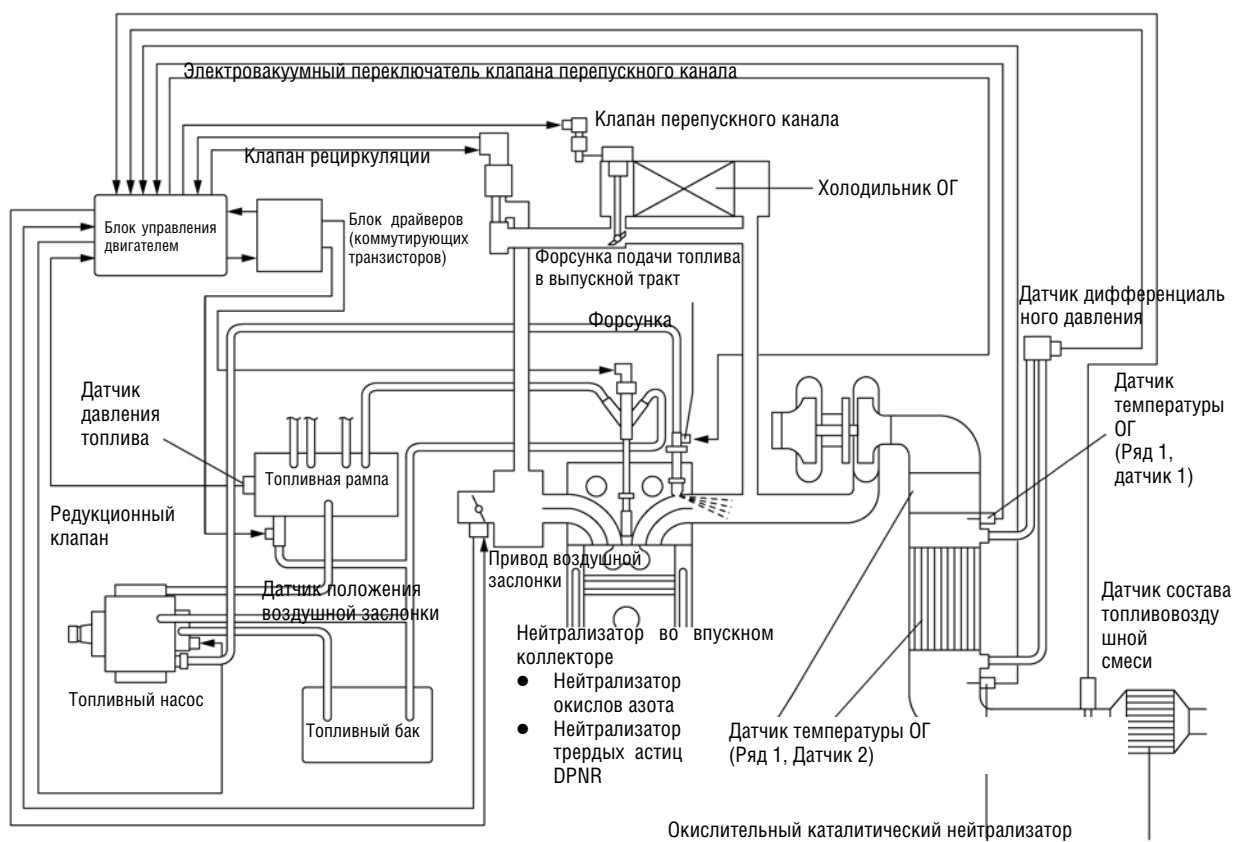 Электровакуумный переключатель клапана перепускного канала
Клапан перепускного канала
Клапан рециркуляции
Холодильник ОГ
Блок управления
двигателем
Блок драйверов
(коммутирующих
транзисторов)
Форсунка подачи топлива
в выпускной тракт
Датчик дифференциаль
ного давления
Форсунка
Датчик
давления
топлива
Датчик
температуры
ОГ
(Ряд 1,
датчик 1)
Топливная рампа
Редукционный
клапан
Привод воздушной
заслонки
Датчик положения
воздушной заслонки
Датчик состава
топливовозду
шной
смеси
Нейтрализатор во впускном
коллекторе
● Нейтрализатор
окислов азота
● Нейтрализатор
трердых астиц
DPNR
Топливный насос
Топливный бак
Датчик температуры ОГ
(Ряд 1, Датчик 2)
Окислительный каталитический нейтрализатор